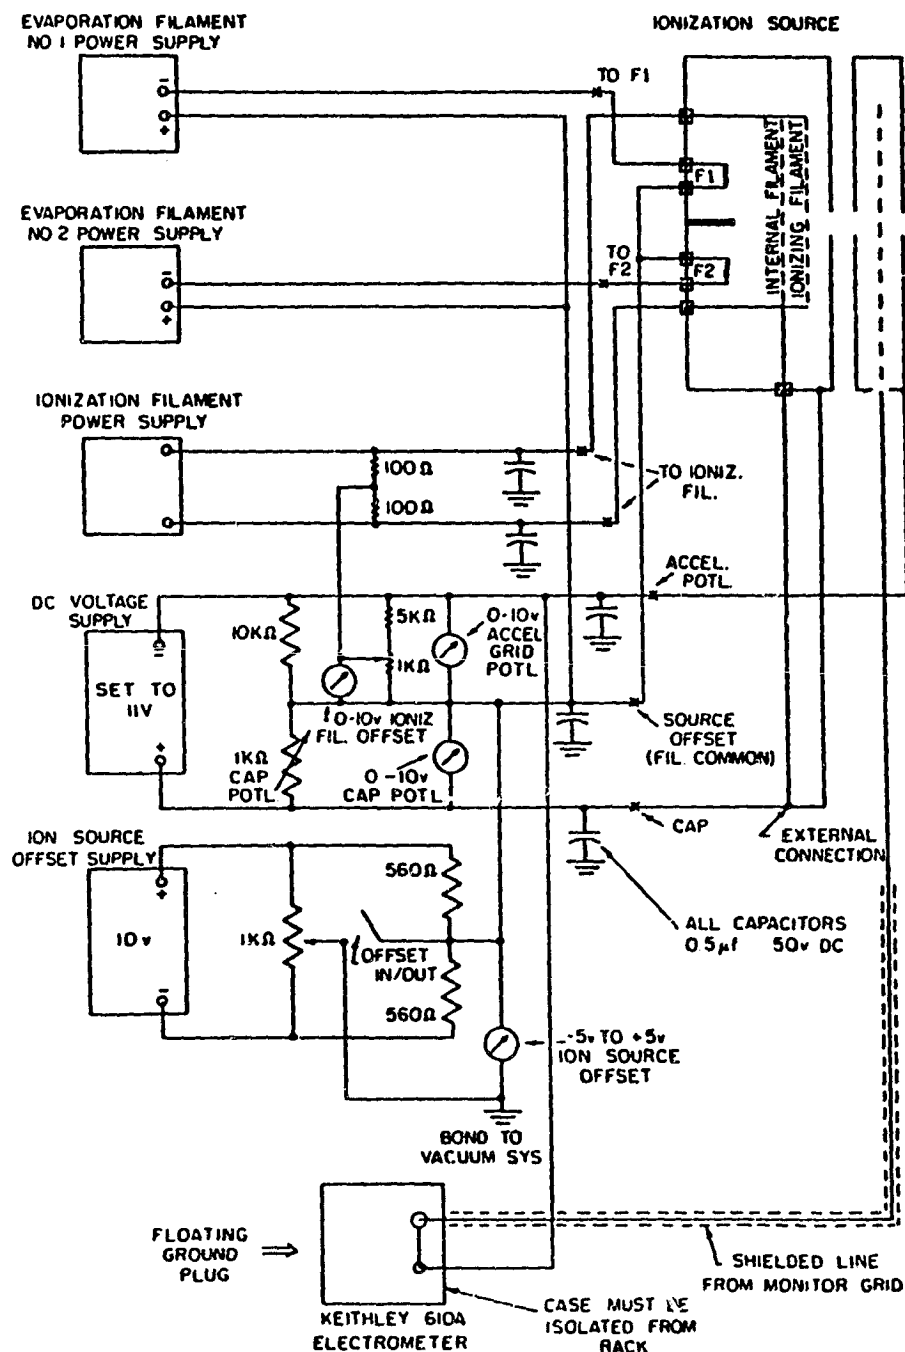 EVAPORATION FILAMENT
NO 1 POWER SUPPLY
IONIZATION SOURCE
−
+
TO F1
F1
INTERNAL FILAMENT
IONIZING FILAMENT
EVAPORATION FILAMENT
NO 2 POWER SUPPLY
−
+
TO
F2
F2
IONIZATION FILAMENT
POWER SUPPLY
100Ω
100Ω
TO IONIZ.
FIL.
ACCEL.
POTL.
DC VOLTAGE
SUPPLY
−
SET TO
11V
+
10KΩ
5KΩ
1KΩ
0-10v
ACCEL
GRID
POTL
0-10v IONIZ
FIL. OFFSET
1KΩ
CAP
POTL
0-10v
CAP POTL
SOURCE
OFFSET
(FIL. COMMON)
CAP
EXTERNAL
CONNECTION
ION SOURCE
OFFSET SUPPLY
+
10v
−
1KΩ
560Ω
OFFSET
IN/OUT
560Ω
ALL CAPACITORS
0.5μf 50v DC
-5v TO +5v
ION SOURCE
OFFSET
BOND TO
VACUUM SYS
FLOATING
GROUND
PLUG
SHIELDED LINE
FROM MONITOR GRID
KEITHLEY 610A
ELECTROMETER
CASE MUST BE
ISOLATED FROM
RACK